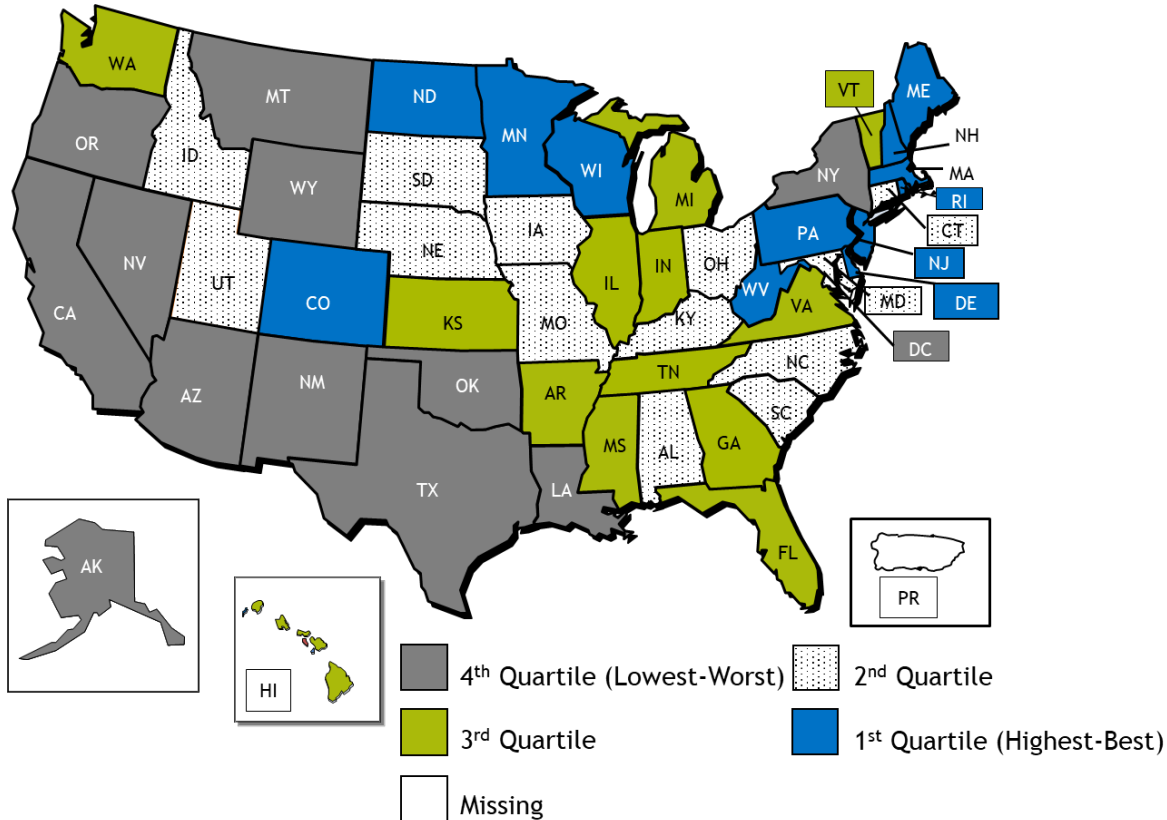 WA
MT
ND
MN
VT
ME
OR
ID
WY
SD
WI
MI
NY
NH
MA
RI
CT
NV
UT
NE
IA
PA
NJ
CA
CO
KS
MO
IL
IN
OH
WV
KY
VA
MD
DE
DC
AZ
NM
OK
AR
TN
NC
SC
TX
LA
MS
AL
GA
FL
AK
HI
PR
4th Quartile (Lowest-Worst)
2nd Quartile
3rd Quartile
1st Quartile (Highest-Best)
Missing